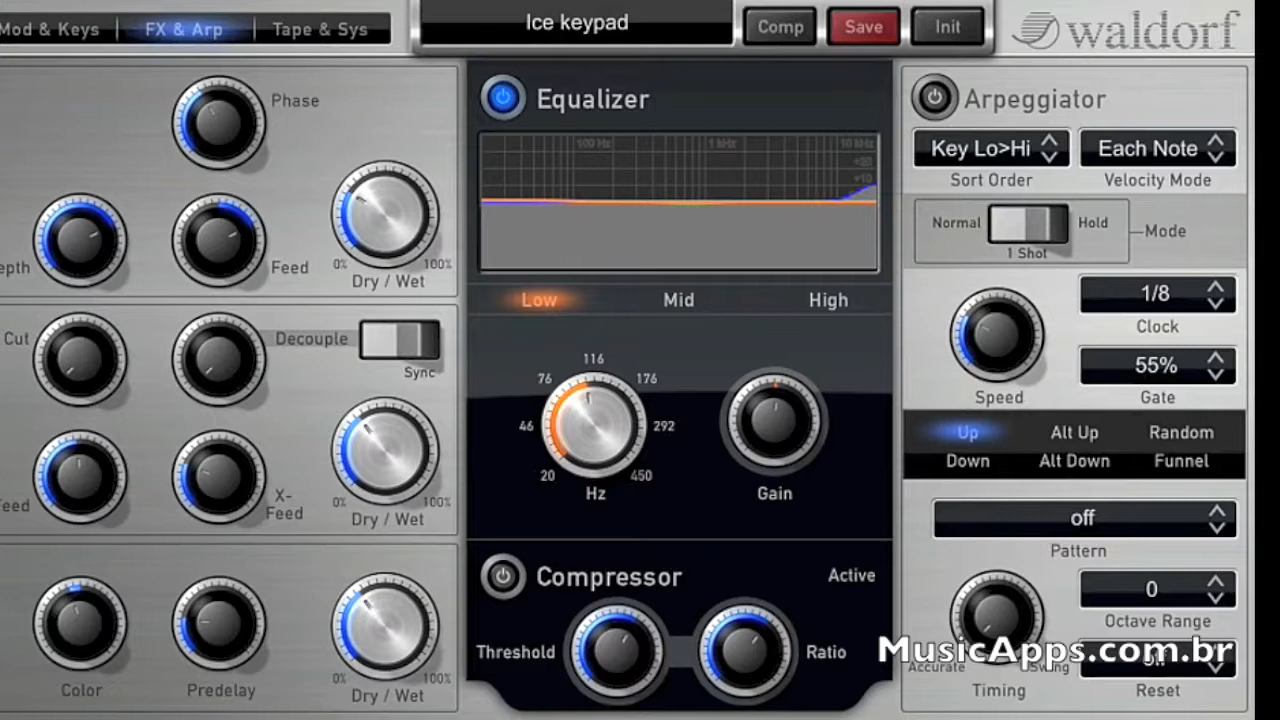 Mod & Keys
FX & Arp
Tape & Sys
Ice keypad
Comp
Save
Init
waldorf
Phase
epth
Feed
0%
100%
Dry / Wet
Cut
Decouple
Sync
eed
X-
Feed
0%
100%
Dry / Wet
Color
Predelay
0%
100%
Dry / Wet
Equalizer
100 Hz
1 kHz
10 kHz
+20
+10
Low
Mid
High
116
76
176
46
292
20
450
Hz
Gain
Compressor
Active
Threshold
Ratio
Arpeggiator
Key Lo>Hi
Each Note
Sort Order
Velocity Mode
Normal
Hold
1 Shot
Mode
1/8
Clock
55%
Speed
Gate
Up
Alt Up
Random
Down
Alt Down
Funnel
off
Pattern
0
Octave Range
MusicApps.com.br
Accurate
Timing
Reset